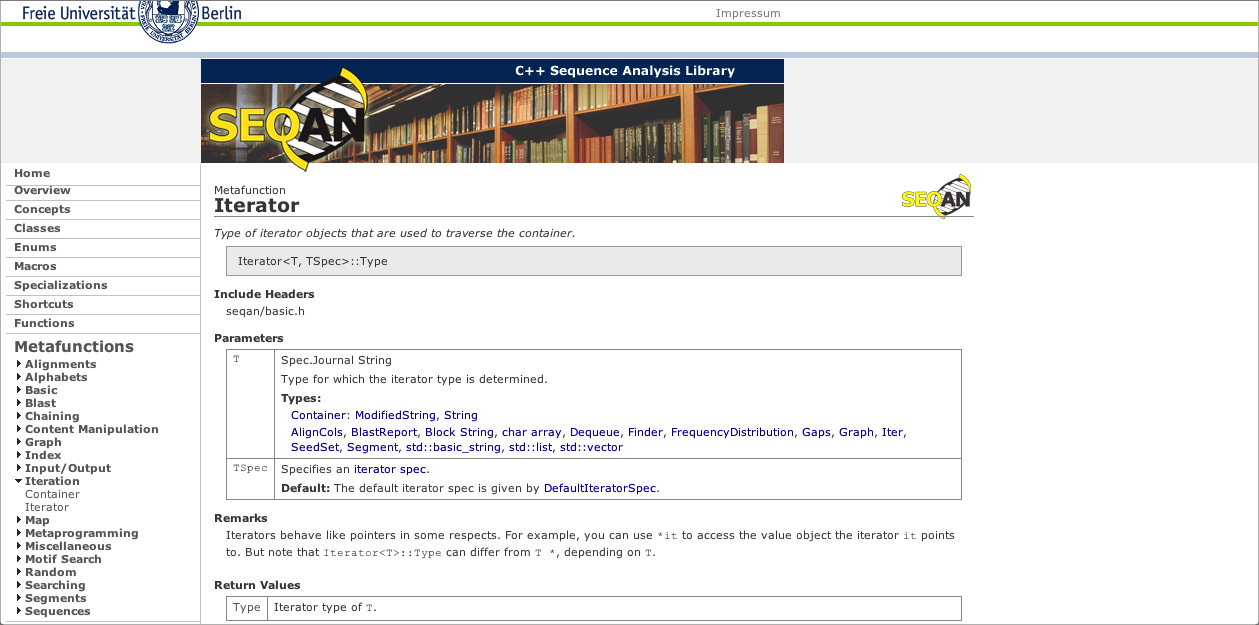 Freie Universität Berlin
Impressum
C++ Sequence Analysis Library
SEQAN
Home
Overview
Concepts
Classes
Enums
Macros
Specializations
Shortcuts
Functions
Metafunctions
Alignments
Alphabets
Basic
Blast
Chaining
Content Manipulation
Graph
Index
Input/Output
Iteration
Container
Iterator
Map
Metaprogramming
Miscellaneous
Motif Search
Random
Searching
Segments
Sequences
Metafunction
Iterator
SEQAN
Type of iterator objects that are used to traverse the container.
Iterator<T, TSpec>::Type
Include Headers
seqan/basic.h
Parameters
T
Spec.Journal String
Type for which the iterator type is determined.
Types:
Container: ModifiedString, String
AlignCols, BlastReport, Block String, char array, Dequeue, Finder, FrequencyDistribution, Gaps, Graph, Iter,
SeedSet, Segment, std::basic_string, std::list, std::vector
TSpec
Specifies an iterator spec.
Default: The default iterator spec is given by DefaultIteratorSpec.
Remarks
Iterators behave like pointers in some respects. For example, you can use *it to access the value object the iterator it points
to. But note that Iterator<T>::Type can differ from T *, depending on T.
Return Values
Type
Iterator type of T.